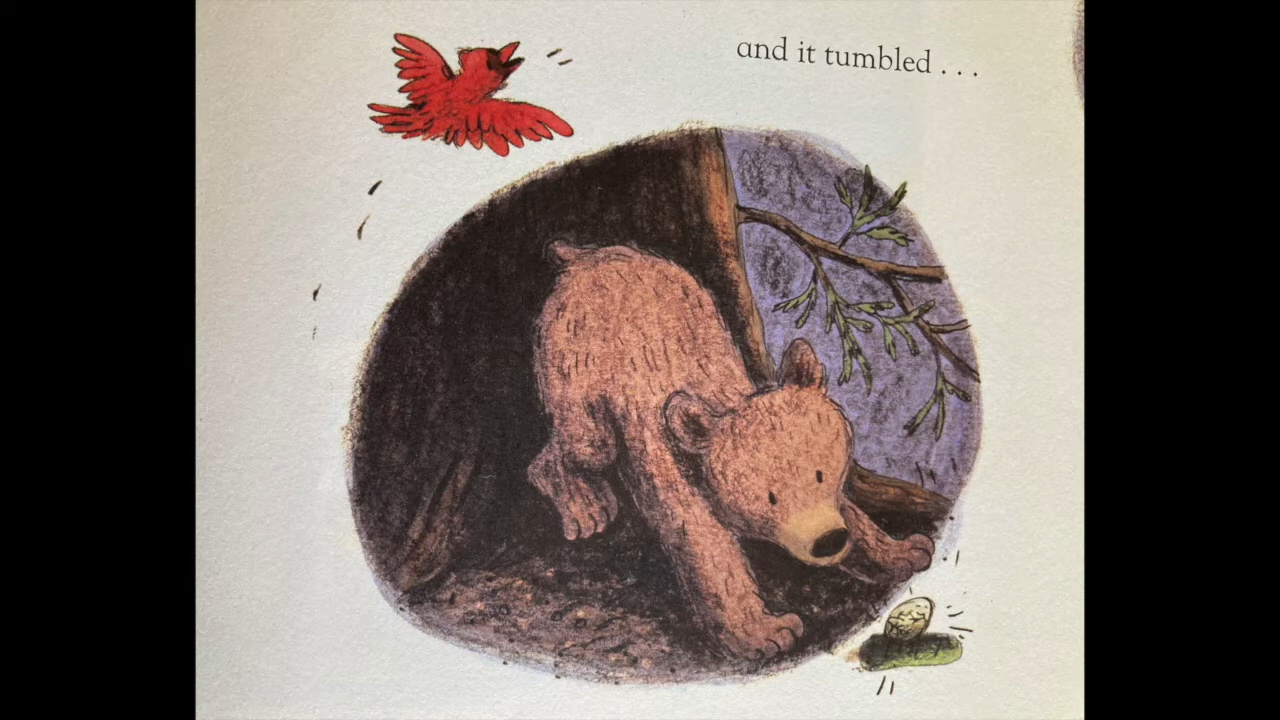 and it tumbled . . .